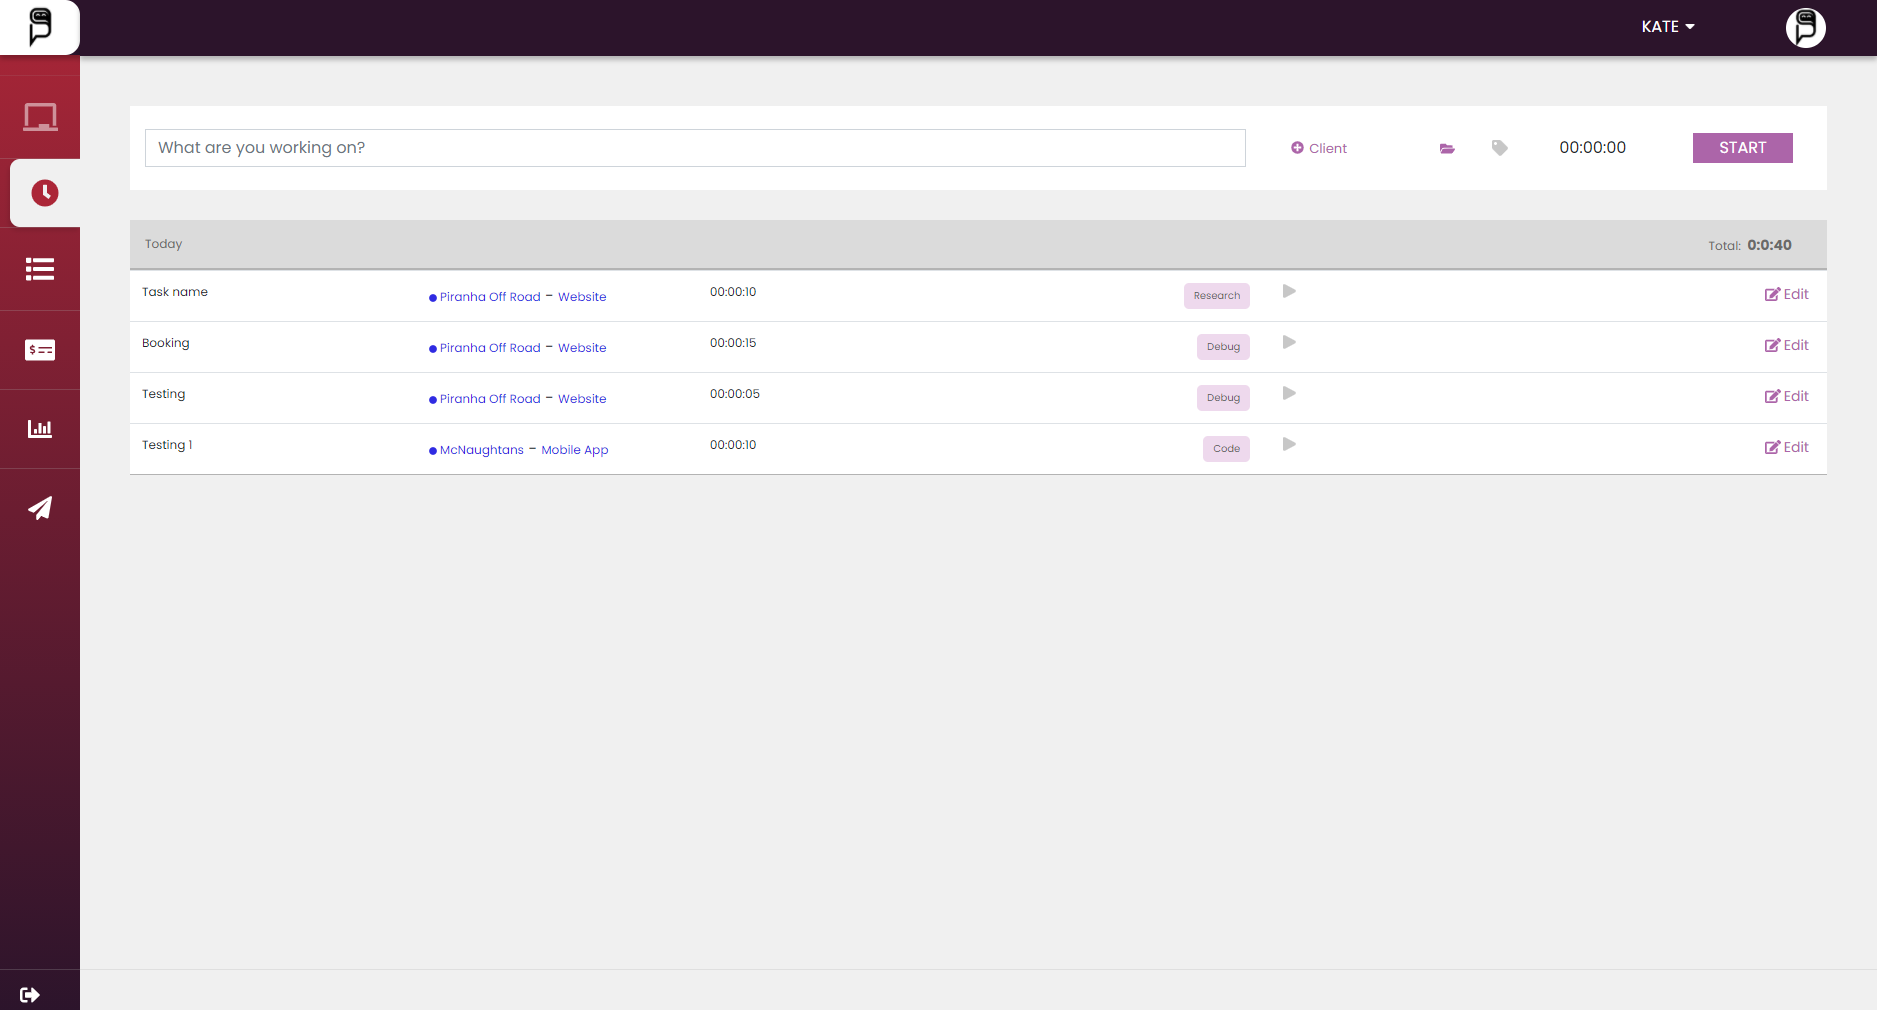 KATE
What are you working on? Client 00:00:00 START
Today Total: 0:0:40
Task name Piranha Off Road - Website 00:00:10 Research Edit
Booking Piranha Off Road - Website 00:00:15 Debug Edit
Testing Piranha Off Road - Website 00:00:05 Debug Edit
Testing 1 McNaughtans - Mobile App 00:00:10 Code Edit